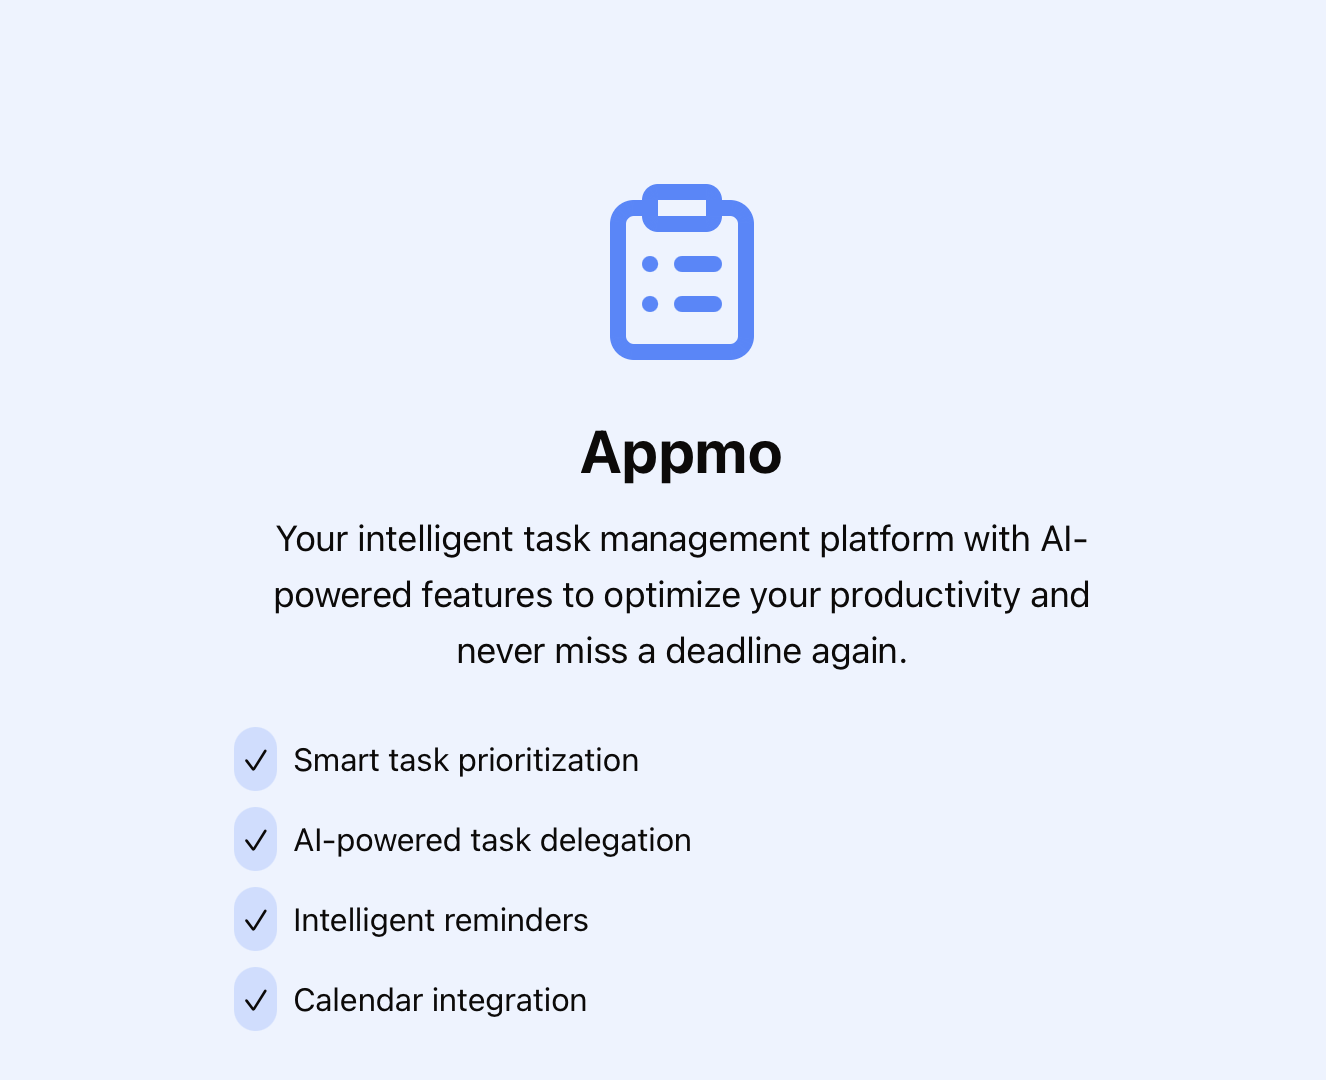 Appmo
Your intelligent task management platform with AI-
powered features to optimize your productivity and
never miss a deadline again.
✓ Smart task prioritization
✓ AI-powered task delegation
✓ Intelligent reminders
✓ Calendar integration